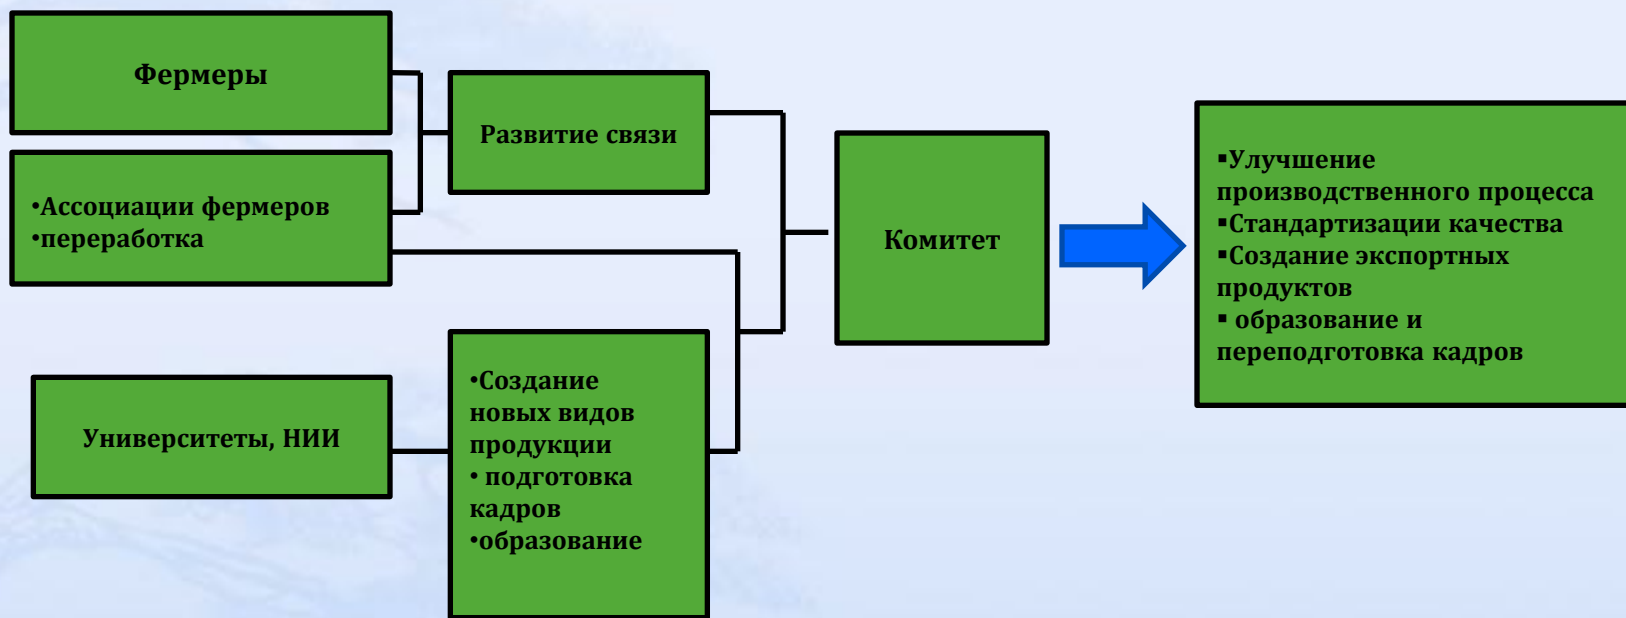 Фермеры
•Ассоциации фермеров
•переработка
Университеты, НИИ
Развитие связи
•Создание
новых видов
продукции
• подготовка
кадров
•образование
Комитет
▪Улучшение
производственного процесса
▪Стандартизации качества
▪Создание экспортных
продуктов
▪ образование и
переподготовка кадров